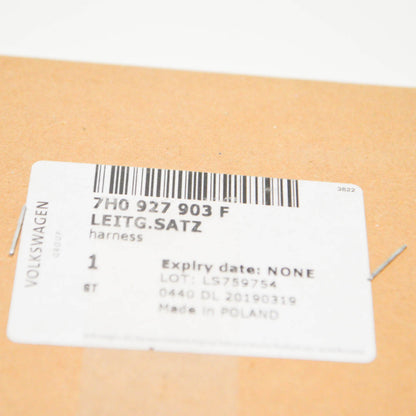 3822
7H0 927 903 F
LEITG.SATZ
harness
1
ST
Expiry date: NONE
LOT: LS759754
0440 DL 20190319
Made in POLAND
VOLKSWAGEN
GROUP